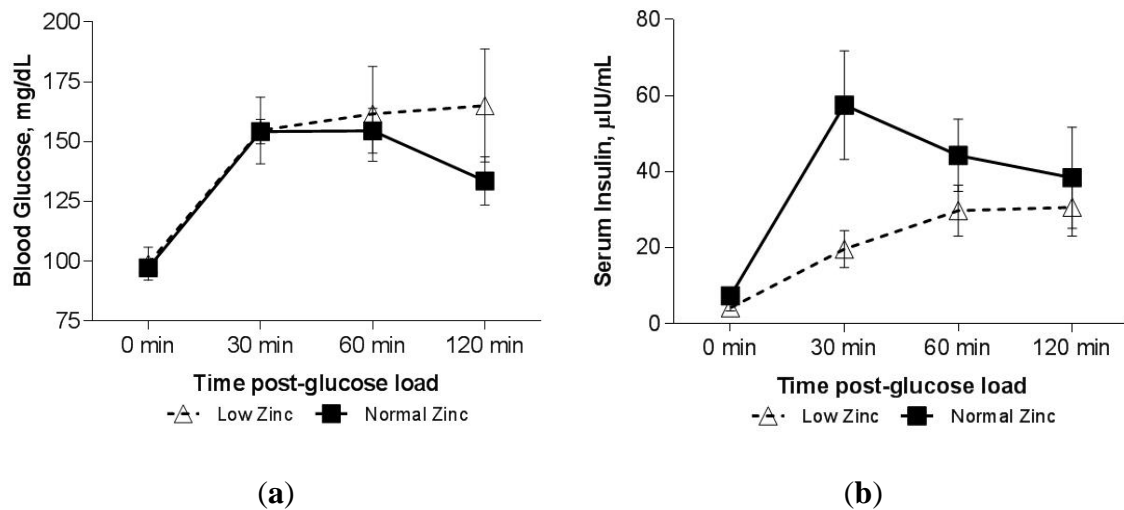 Blood Glucose, mg/dL
200
175
150
125
100
75
0 min 30 min 60 min 120 min
Time post-glucose load
Low Zinc Normal Zinc
(a)
Serum Insulin, µIU/mL
80
60
40
20
0
0 min 30 min 60 min 120 min
Time post-glucose load
Low Zinc Normal Zinc
(b)